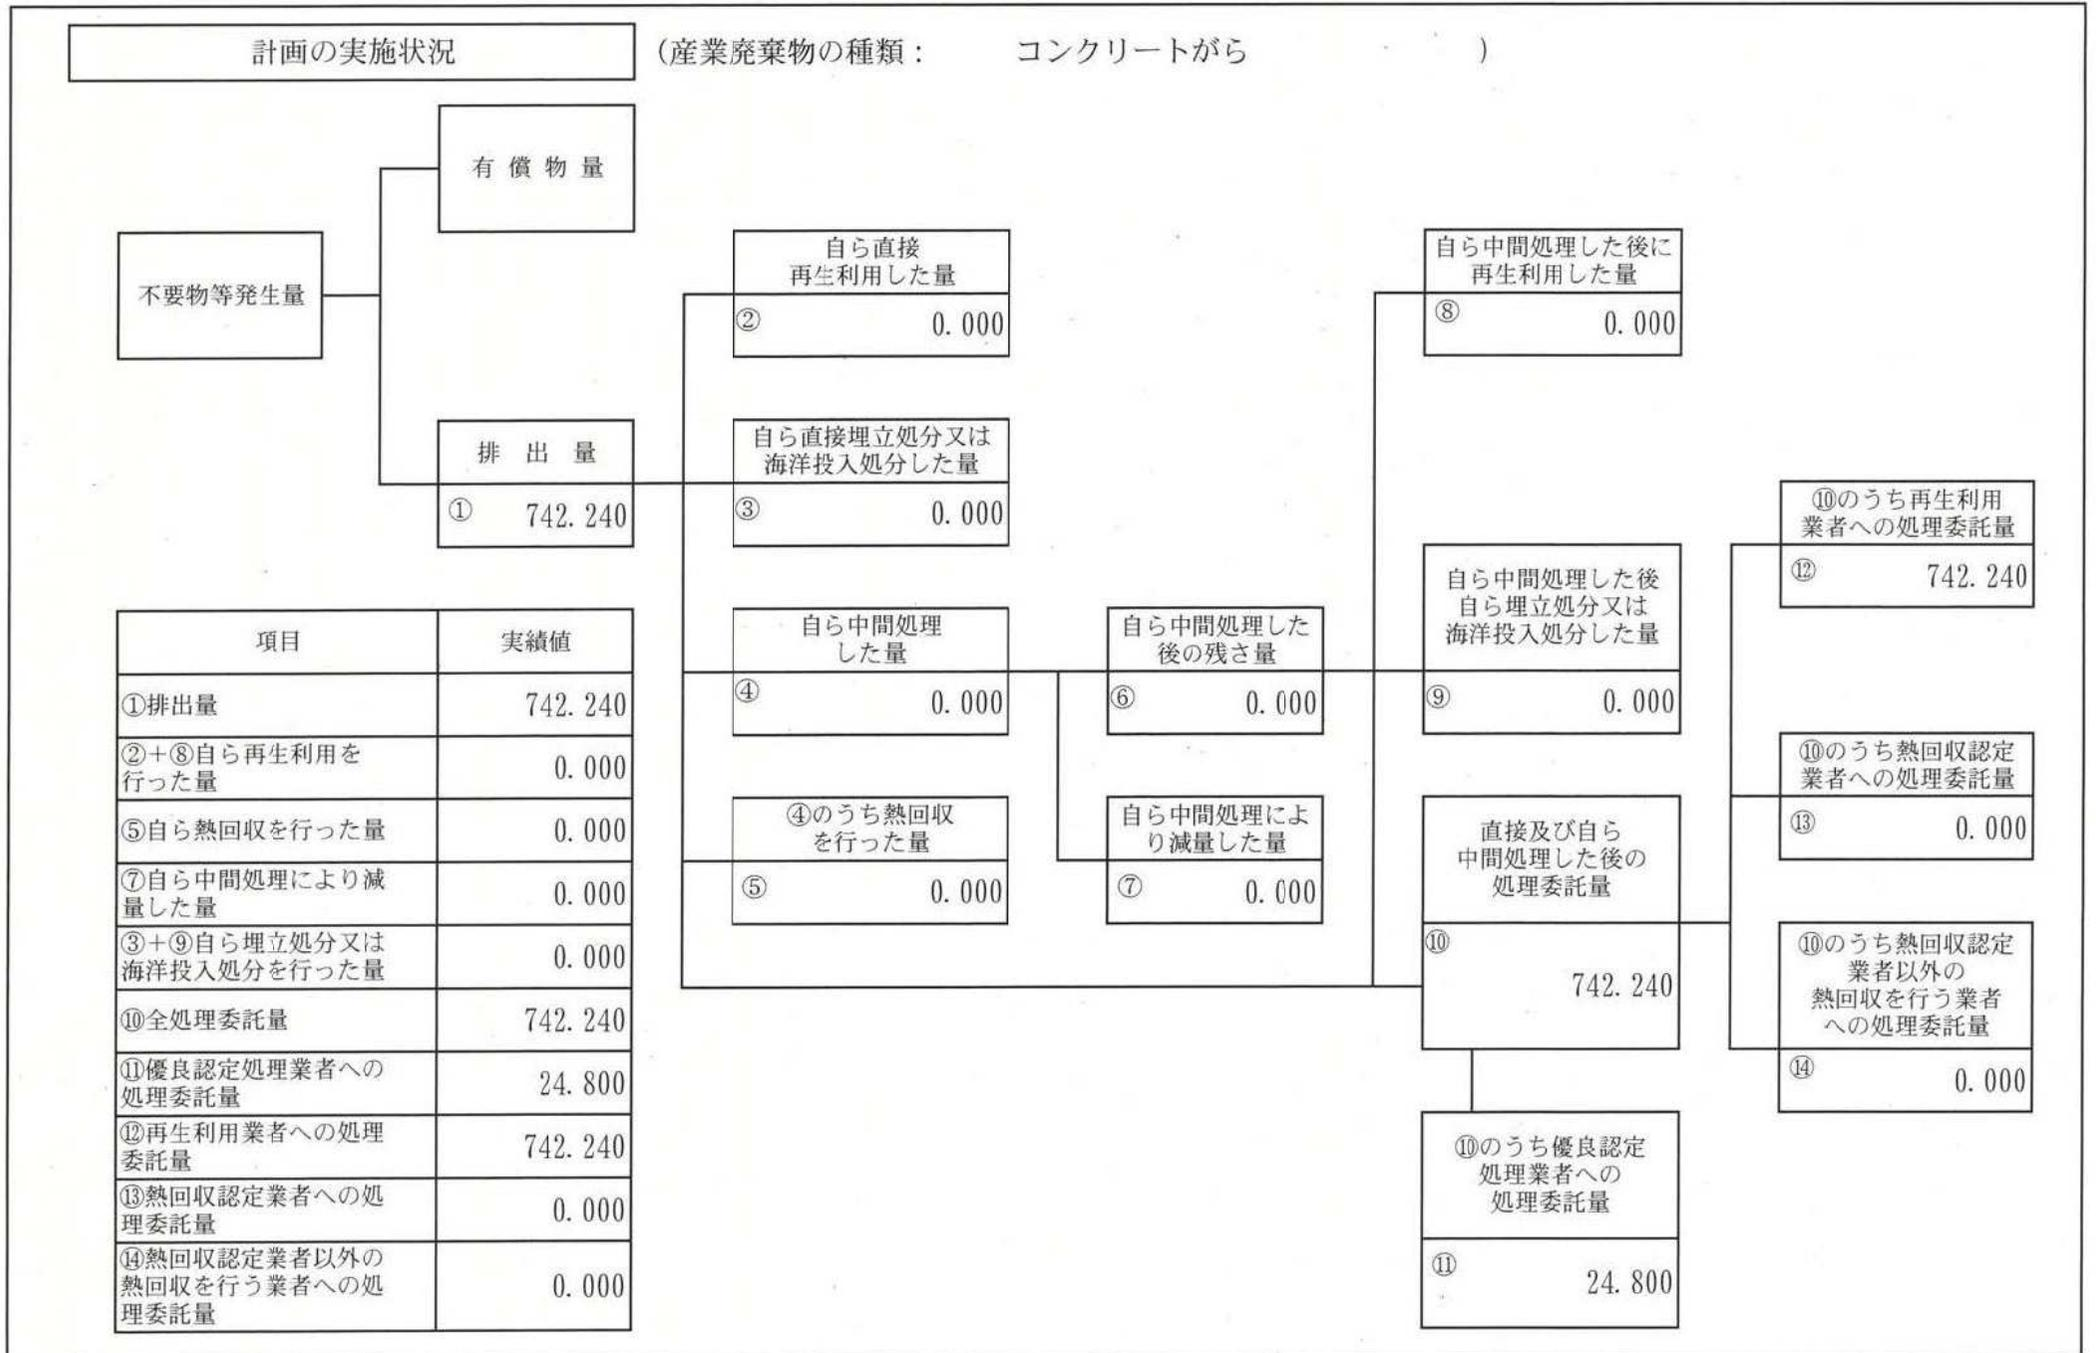 計画の実施状況
(産業廃棄物の種類： コンクリートがら )
有償物量
不要物等発生量
排出量
① 742.240
自ら直接
再生利用した量
② 0.000
自ら直接埋立処分又は
海洋投入処分した量
③ 0.000
自ら中間処理
した量
④ 0.000
④のうち熱回収
を行った量
⑤ 0.000
自ら中間処理した
後の残さ量
⑥ 0.000
自ら中間処理によ
り減量した量
⑦ 0.000
自ら中間処理した後に
再生利用した量
⑧ 0.000
自ら中間処理した後
自ら埋立処分又は
海洋投入処分した量
⑨ 0.000
直接及び自ら
中間処理した後の
処理委託量
⑩
742.240
⑩のうち優良認定
処理業者への
処理委託量
⑪ 24.800
⑩のうち再生利用
業者への処理委託量
⑫ 742.240
⑩のうち熱回収認定
業者への処理委託量
⑬ 0.000
⑩のうち熱回収認定
業者以外の
熱回収を行う業者
への処理委託量
⑭ 0.000
項目 実績値
①排出量 742.240
②＋⑧自ら再生利用を
行った量 0.000
⑤自ら熱回収を行った量 0.000
⑦自ら中間処理により減
量した量 0.000
③＋⑨自ら埋立処分又は
海洋投入処分を行った量 0.000
⑩全処理委託量 742.240
⑪優良認定処理業者への
処理委託量 24.800
⑫再生利用業者への処理
委託量 742.240
⑬熱回収認定業者への処
理委託量 0.000
⑭熱回収認定業者以外の
熱回収を行う業者への処
理委託量 0.000